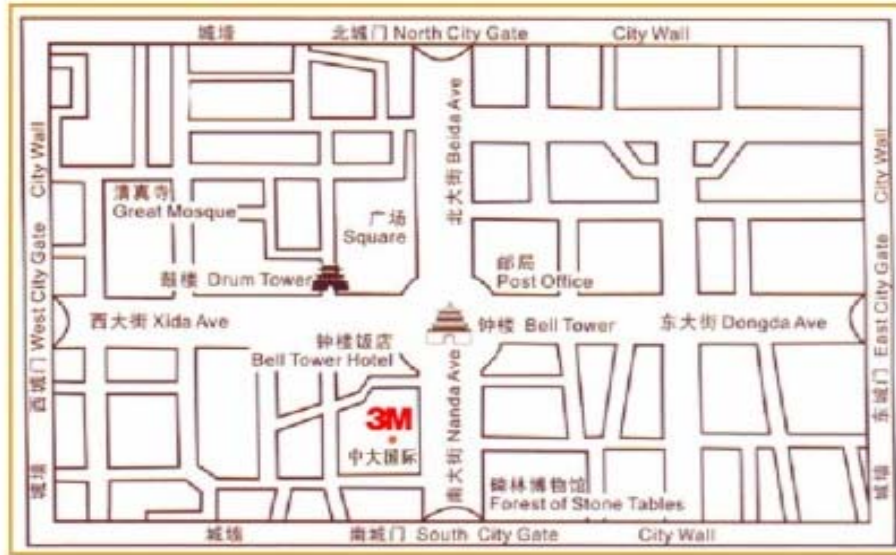 城墙 北城门 North City Gate City Wall
City Wall
City Wall
北大街 Beida Ave
清真寺
Great Mosque
广场
Square
邮局
Post Office
鼓楼 Drum Tower
西城门 West City Gate
东城门 East City Gate
西大街 Xida Ave
钟楼 Bell Tower
东大街 Dongda Ave
钟楼饭店
Bell Tower Hotel
南大街 Nanda Ave
3M
中大国际
碑林博物馆
Forest of Stone Tables
城墙
城墙
城墙 南城门 South City Gate City Wall